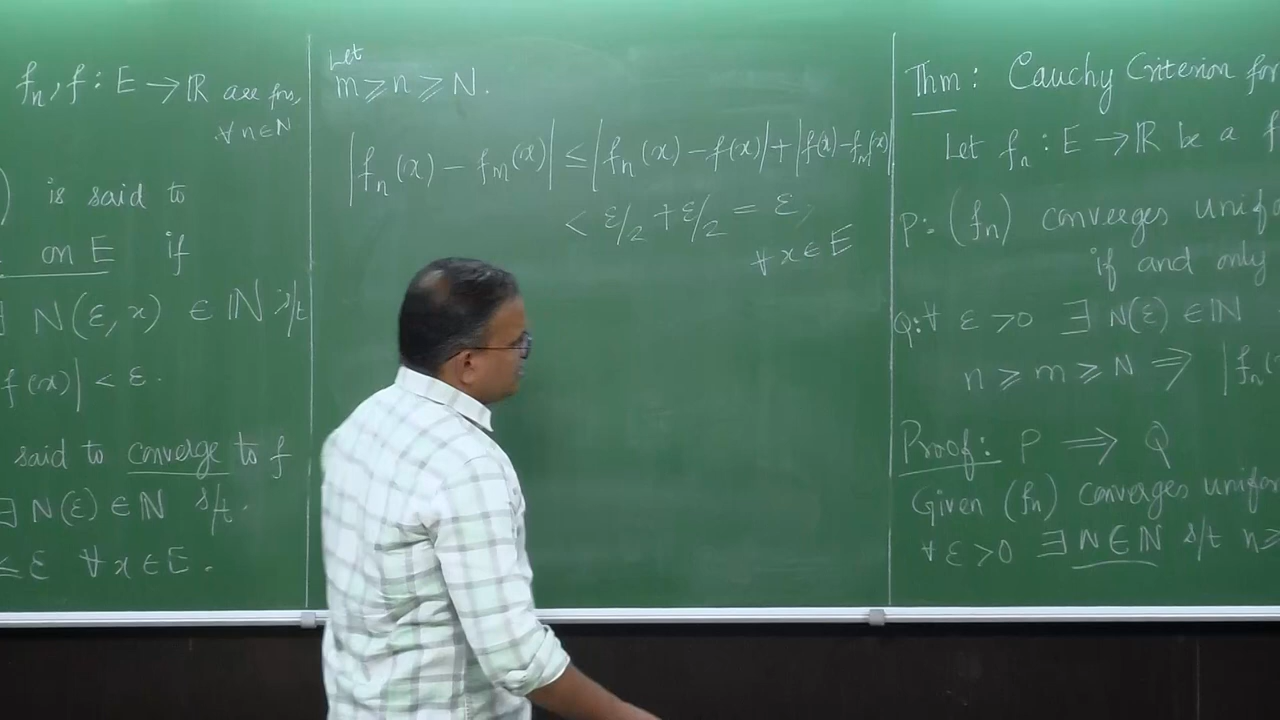 fₙ, f : E → ℝ are fns,
∀ n ∈ N
) is said to
on E if
∃ N(ε, x) ∈ ℕ s/t
f(x)| < ε.
said to converge to f
∃ N(ε) ∈ ℕ s/t.
≤ ε ∀ x ∈ E.
Let
m ≥ n ≥ N.
|fₙ(x) − fₘ(x)| ≤ |fₙ(x) − f(x)| + |f(x) − fₘ(x)|
< ε/2 + ε/2 = ε,
∀ x ∈ E
Thm: Cauchy Criterion for
Let fₙ : E → ℝ be a f
P: (fₙ) converges unif
if and only
Q: ∀ ε > 0 ∃ N(ε) ∈ ℕ
n ≥ m ≥ N ⇒ |fₙ(
Proof: P ⇒ Q
Given (fₙ) converges unifo
∀ ε > 0 ∃ N ∈ ℕ s/t n ≥